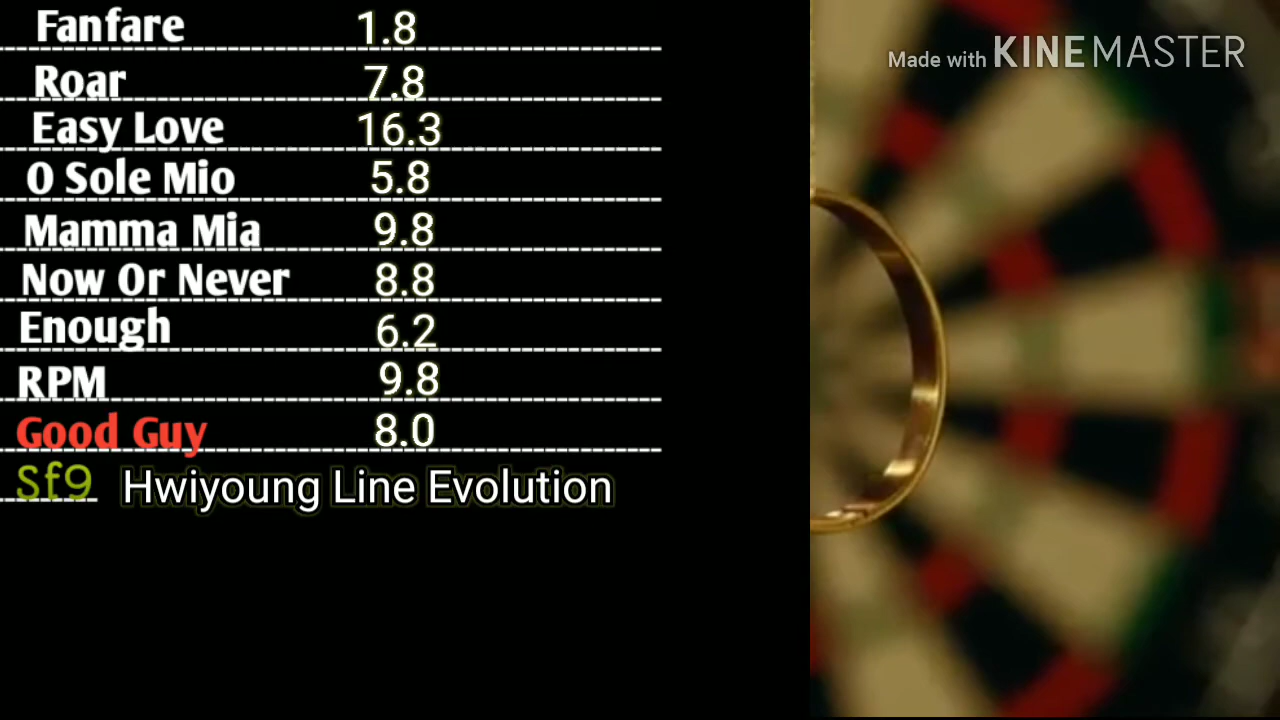 Fanfare 1.8
Made with KINEMASTER
Roar 7.8
Easy Love 16.3
O Sole Mio 5.8
Mamma Mia 9.8
Now Or Never 8.8
Enough 6.2
RPM 9.8
Good Guy 8.0
Sf9 Hwiyoung Line Evolution